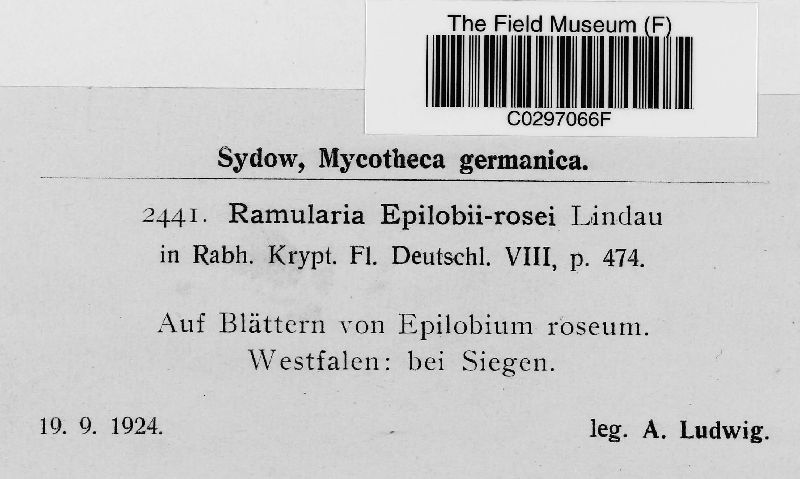 The Field Museum (F)
C0297066F
Sydow, Mycotheca germanica.
2441. Ramularia Epilobii-rosei Lindau
in Rabh. Krypt. Fl. Deutschl. VIII, p. 474.
Auf Blättern von Epilobium roseum.
Westfalen: bei Siegen.
19. 9. 1924. leg. A. Ludwig.